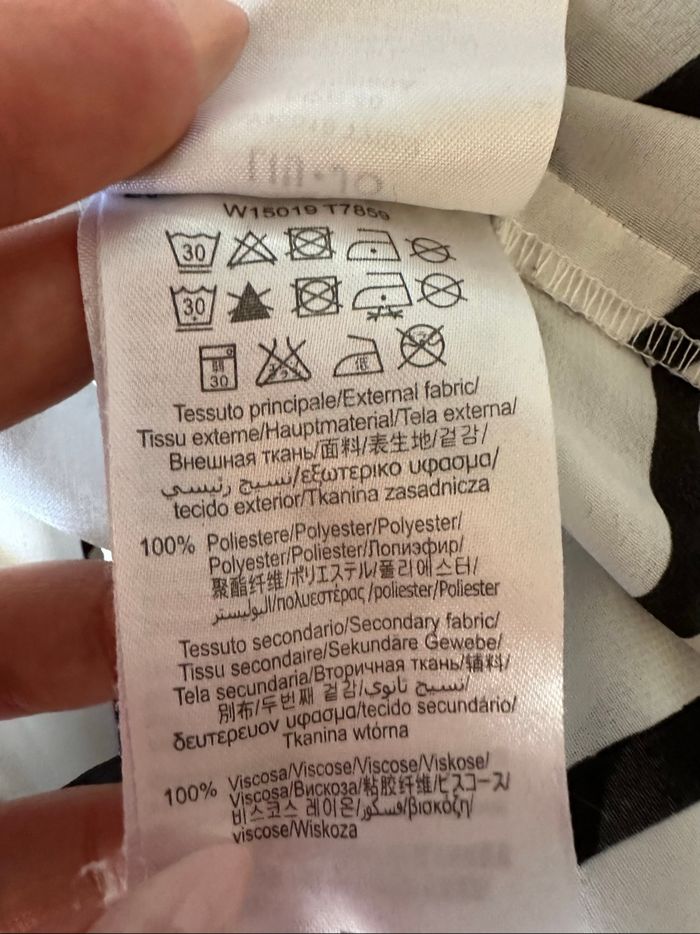 W15019 T7859
30
30
弱
30
低
Tessuto principale/External fabric/
Tissu externe/Hauptmaterial/Tela externa/
Внешная ткань/面料/表生地/겉감/
نسيج رئيسي/εξωτερικο υφασμα/
tecido exterior/Tkanina zasadnicza
100% Poliestere/Polyester/Polyester/
Polyester/Poliester/Лопиэфир/
聚酯纤维/ポリエステル/폴리에스터/
البوليستر/πολυεστέρας/poliester/Poliester
Tessuto secondario/Secondary fabric/
Tissu secondaire/Sekundäre Gewebe/
Tela secundaria/Вторичная ткань/辅料/
別布/두번째 겉감/نسيج ثانوي/
δευτερευον υφασμα/tecido secundário/
Tkanina wtórna
100% Viscosa/Viscose/Viscose/Viskose/
Viscosa/Вискоза/粘胶纤维/ビスコース/
비스코스 레이온/فسكوز/βισκόζη/
viscose/Wiskoza